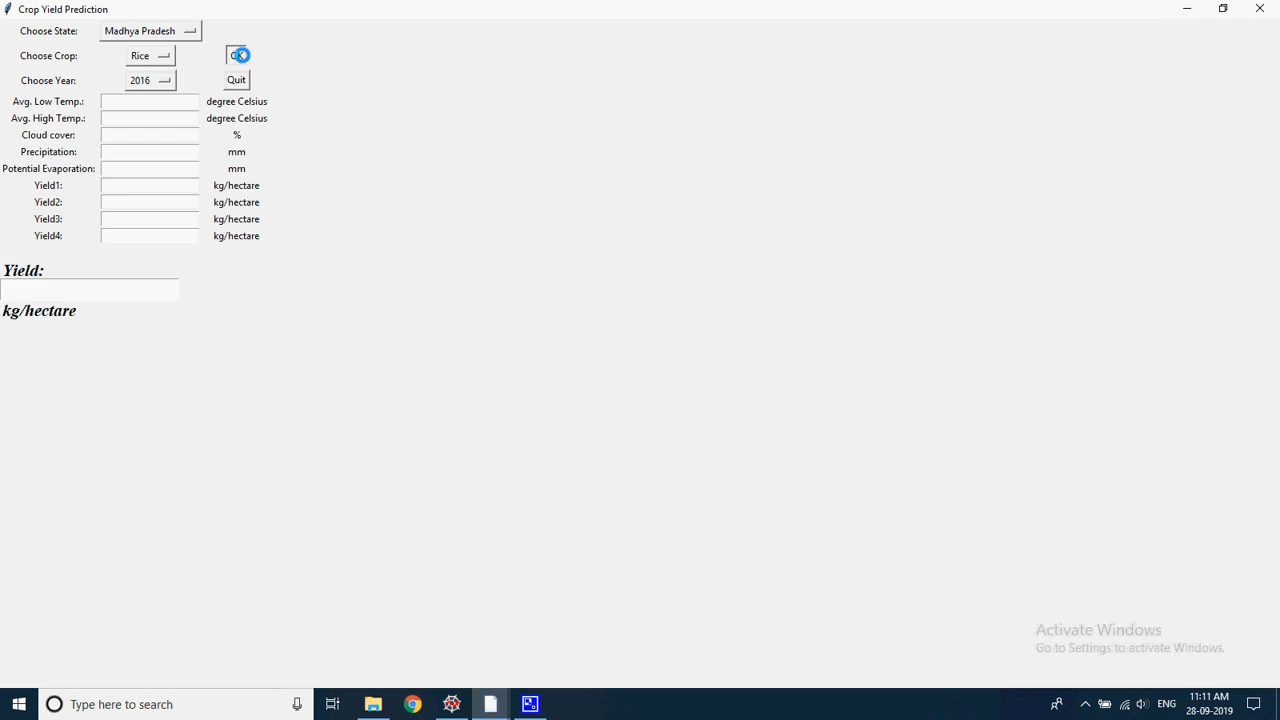 Crop Yield Prediction
Choose State: Madhya Pradesh
Choose Crop: Rice
Choose Year: 2016 Quit
Avg. Low Temp.: degree Celsius
Avg. High Temp.: degree Celsius
Cloud cover: %
Precipitation: mm
Potential Evaporation: mm
Yield1: kg/hectare
Yield2: kg/hectare
Yield3: kg/hectare
Yield4: kg/hectare
Yield:
kg/hectare
Activate Windows
Go to Settings to activate Windows.
Type here to search ENG 11:11 AM
28-09-2019